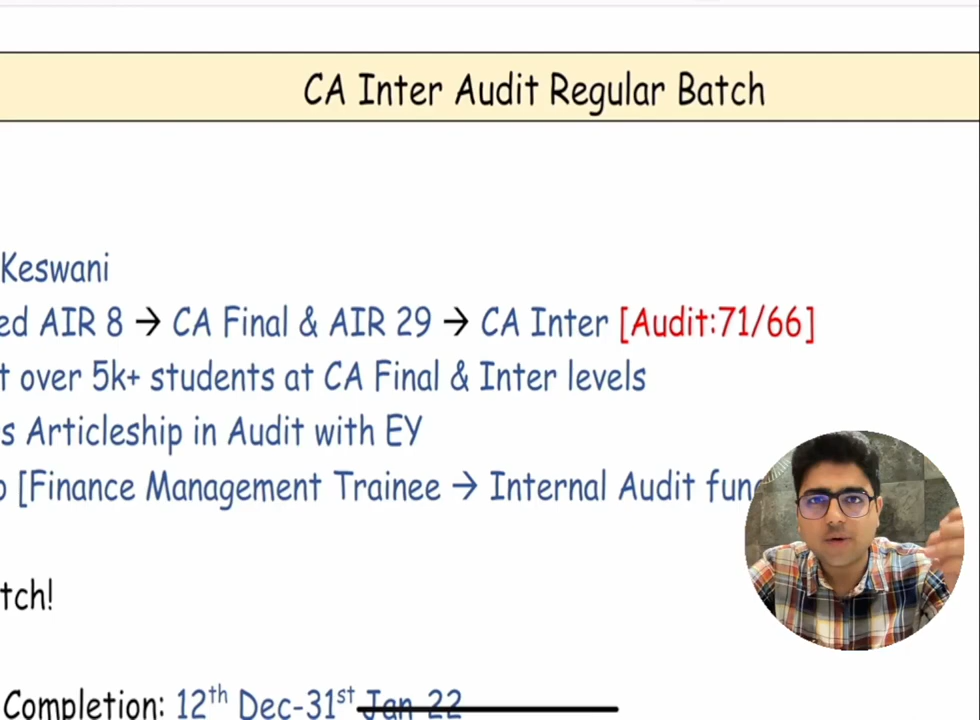 CA Inter Audit Regular Batch
Keswani
ed AIR 8 → CA Final & AIR 29 → CA Inter [Audit:71/66]
t over 5k+ students at CA Final & Inter levels
s Articleship in Audit with EY
[Finance Management Trainee → Internal Audit func
tch!
Completion: 12th Dec-31st Jan 22